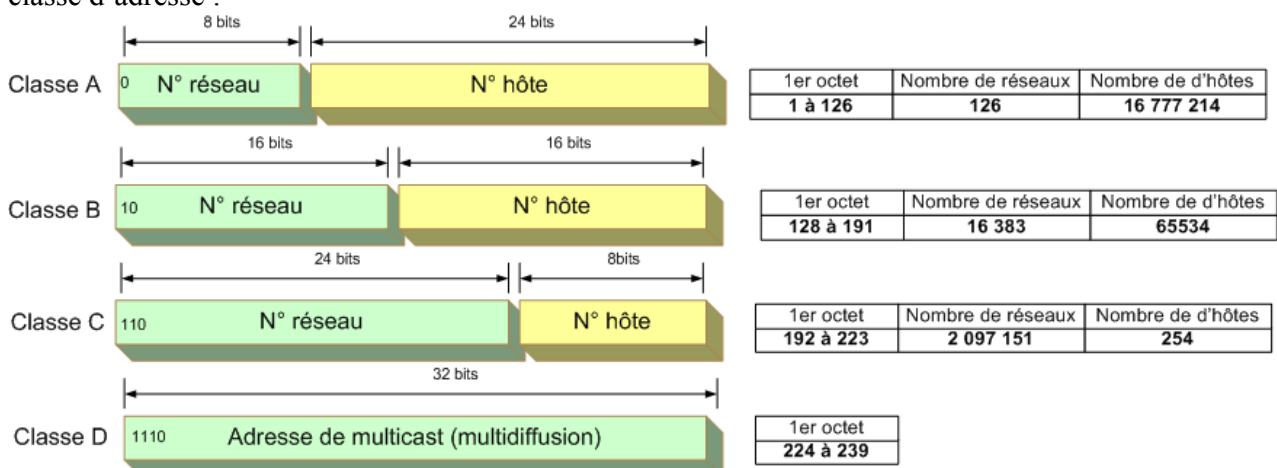 classe d'adresse :
8 bits 24 bits
Classe A 0 N° réseau N° hôte
1er octet Nombre de réseaux Nombre de d'hôtes
1 à 126 126 16 777 214
16 bits 16 bits
Classe B 10 N° réseau N° hôte
1er octet Nombre de réseaux Nombre de d'hôtes
128 à 191 16 383 65534
24 bits 8bits
Classe C 110 N° réseau N° hôte
1er octet Nombre de réseaux Nombre de d'hôtes
192 à 223 2 097 151 254
32 bits
Classe D 1110 Adresse de multicast (multidiffusion)
1er octet
224 à 239